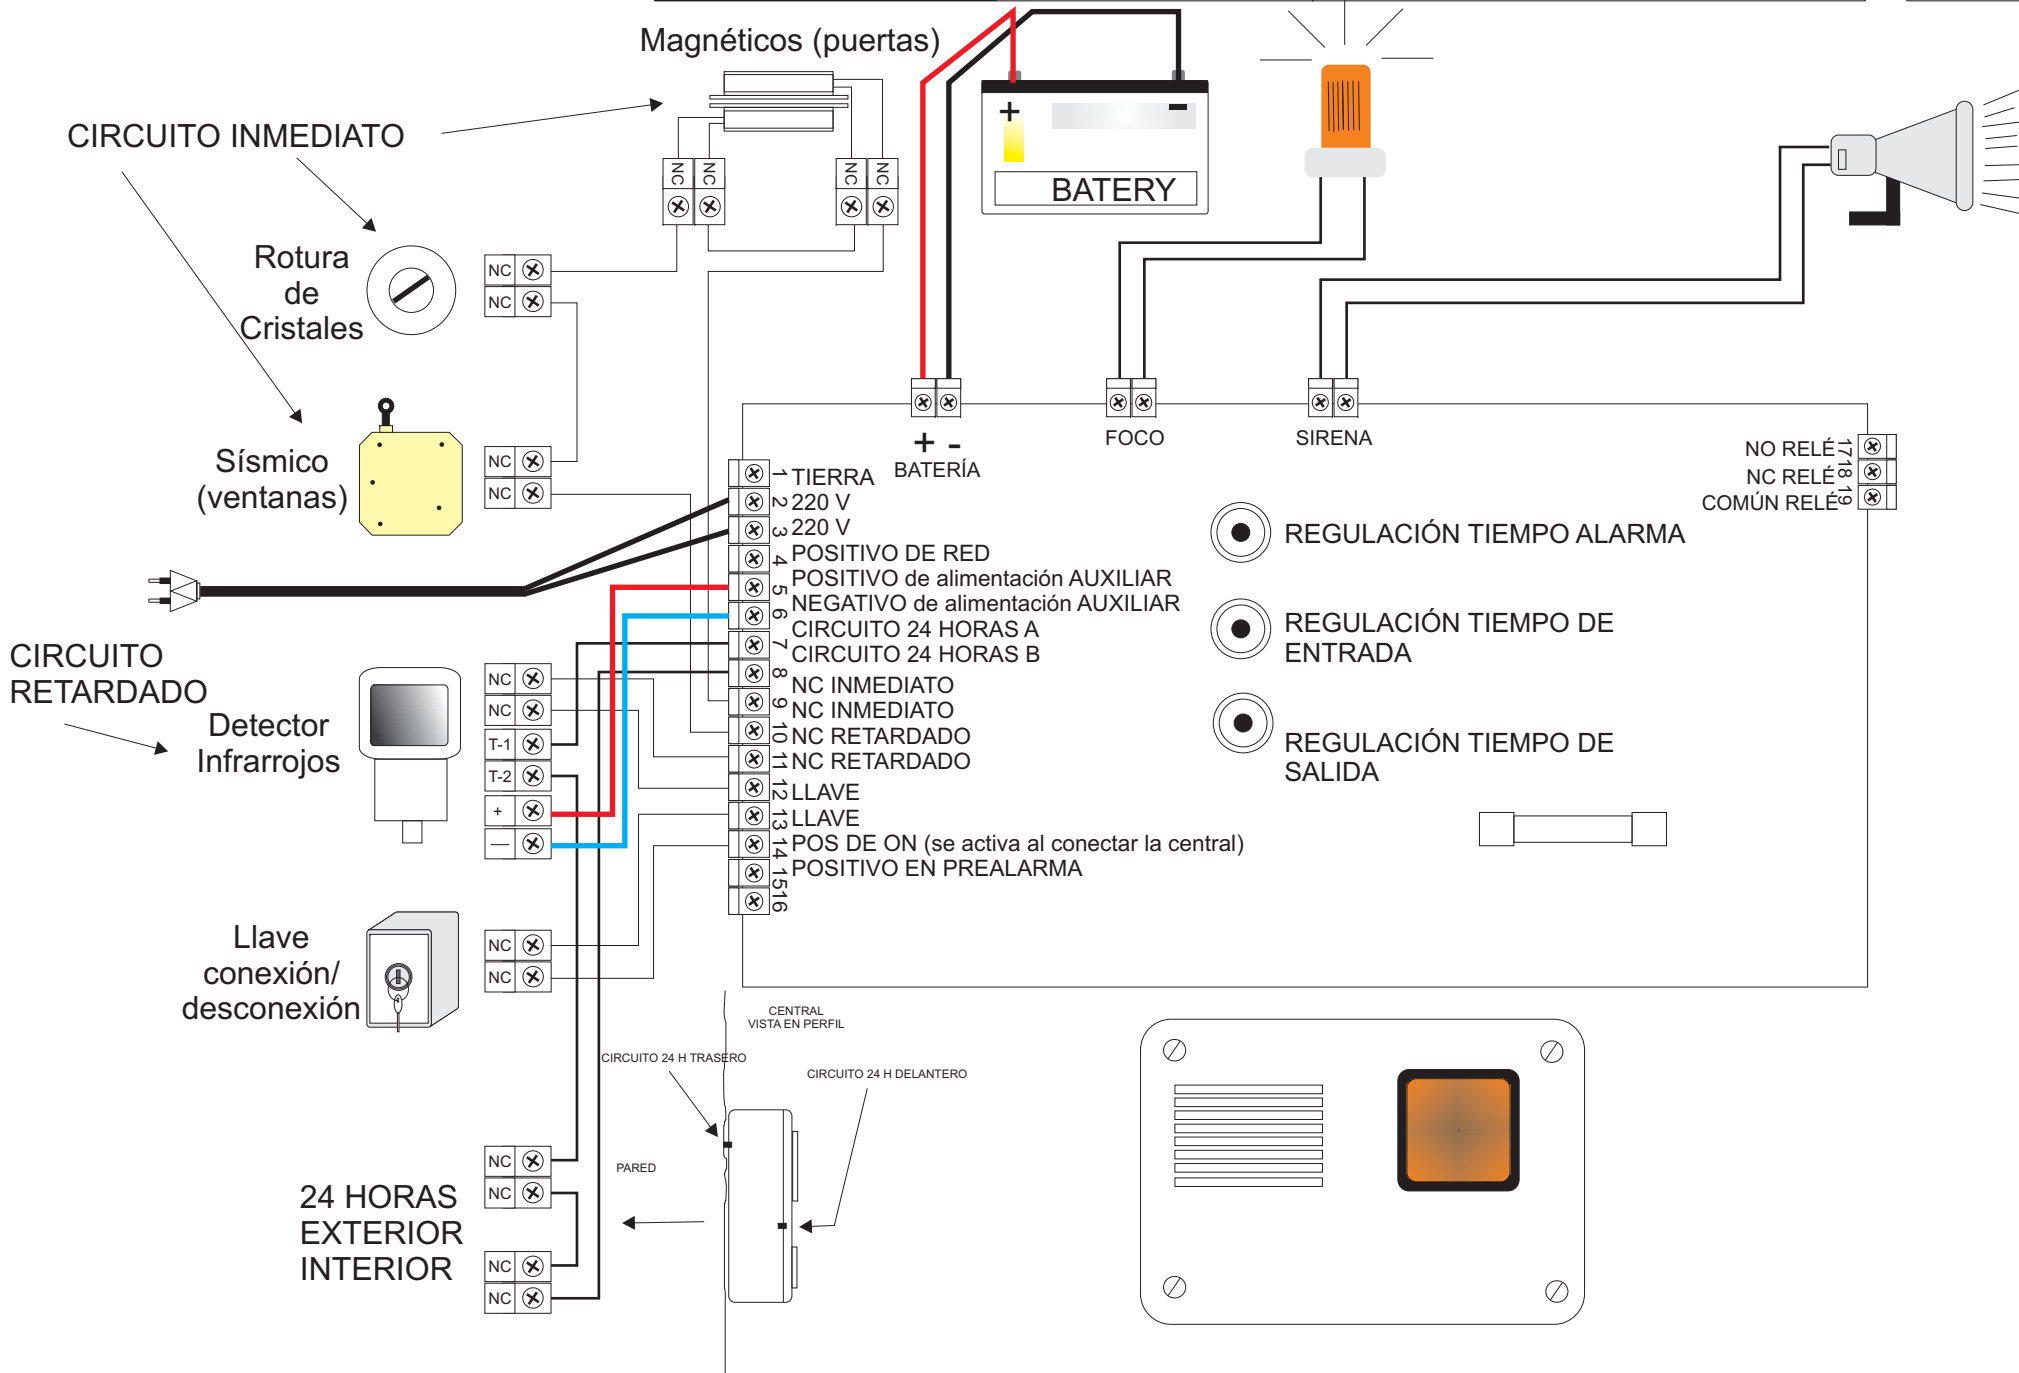 Magnéticos (puertas)
CIRCUITO INMEDIATO
NC
NC
NC
NC
+
-
BATERY
Rotura
de
Cristales
NC
NC
Sísmico
(ventanas)
NC
NC
+ -
BATERÍA
FOCO
SIRENA
NO RELÉ 17
NC RELÉ 18
COMÚN RELÉ 19
1 TIERRA
2 220 V
3 220 V
4 POSITIVO DE RED
5 POSITIVO de alimentación AUXILIAR
6 NEGATIVO de alimentación AUXILIAR
7 CIRCUITO 24 HORAS A
8 CIRCUITO 24 HORAS B
9 NC INMEDIATO
10 NC INMEDIATO
11 NC RETARDADO
12 NC RETARDADO
13 LLAVE
14 LLAVE
15 POS DE ON (se activa al conectar la central)
16 POSITIVO EN PREALARMA
REGULACIÓN TIEMPO ALARMA
REGULACIÓN TIEMPO DE
ENTRADA
REGULACIÓN TIEMPO DE
SALIDA
CIRCUITO
RETARDADO
Detector
Infrarrojos
NC
NC
T-1
T-2
+
—
Llave
conexión/
desconexión
NC
NC
CENTRAL
VISTA EN PERFIL
CIRCUITO 24 H TRASERO
CIRCUITO 24 H DELANTERO
PARED
24 HORAS
EXTERIOR
INTERIOR
NC
NC
NC
NC